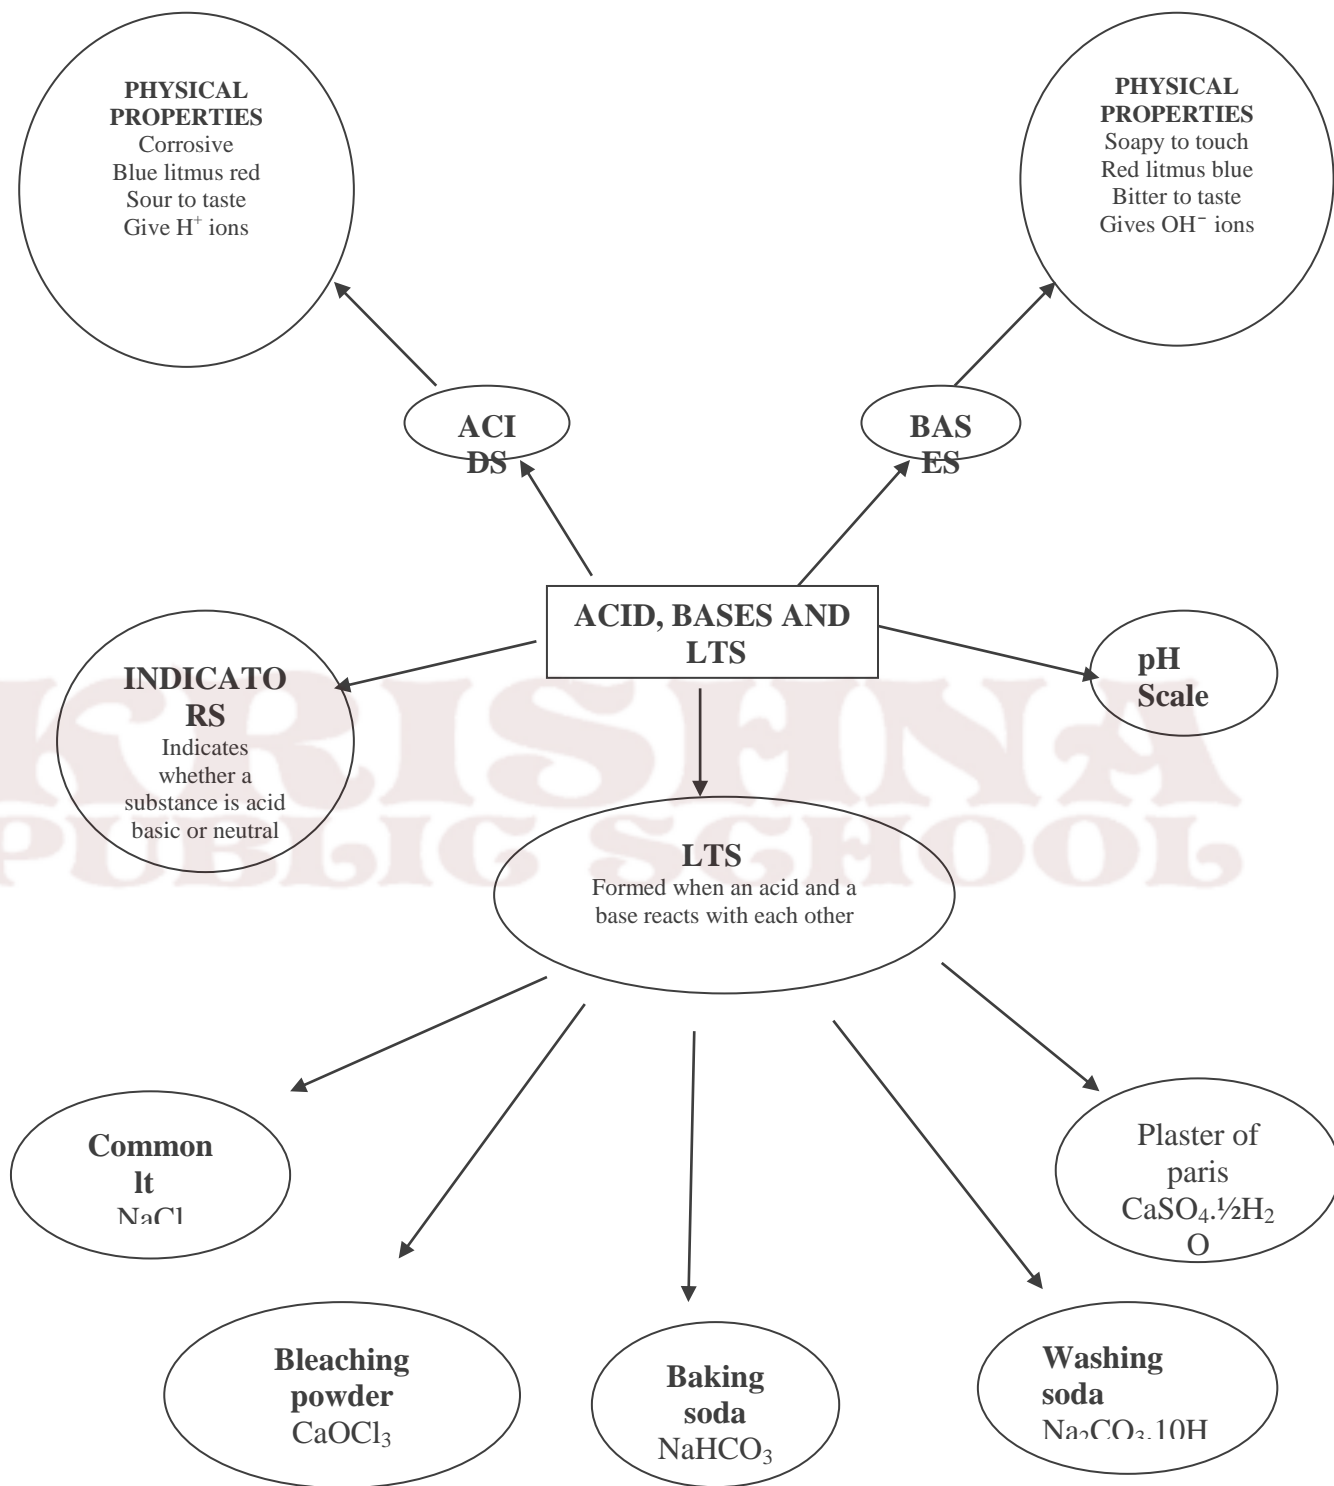 PHYSICAL
PROPERTIES
Corrosive
Blue litmus red
Sour to taste
Give H⁺ ions
PHYSICAL
PROPERTIES
Soapy to touch
Red litmus blue
Bitter to taste
Gives OH⁻ ions
ACI
DS
BAS
ES
ACID, BASES AND
LTS
INDICATO
RS
Indicates
whether a
substance is acid
basic or neutral
pH
Scale
KRISHNA
PUBLIC SCHOOL
LTS
Formed when an acid and a
base reacts with each other
Common
lt
NaCl
Plaster of
paris
CaSO₄.½H₂
O
Bleaching
powder
CaOCl₃
Baking
soda
NaHCO₃
Washing
soda
Na₂CO₃.10H